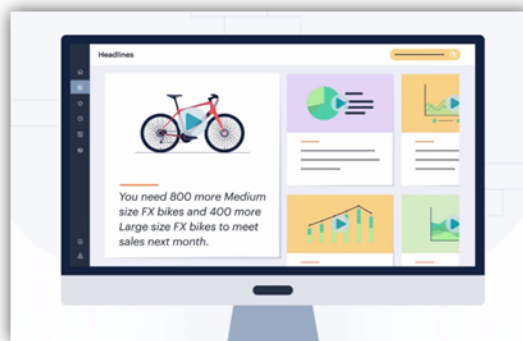 Headlines
You need 800 more Medium
size FX bikes and 400 more
Large size FX bikes to meet
sales next month.